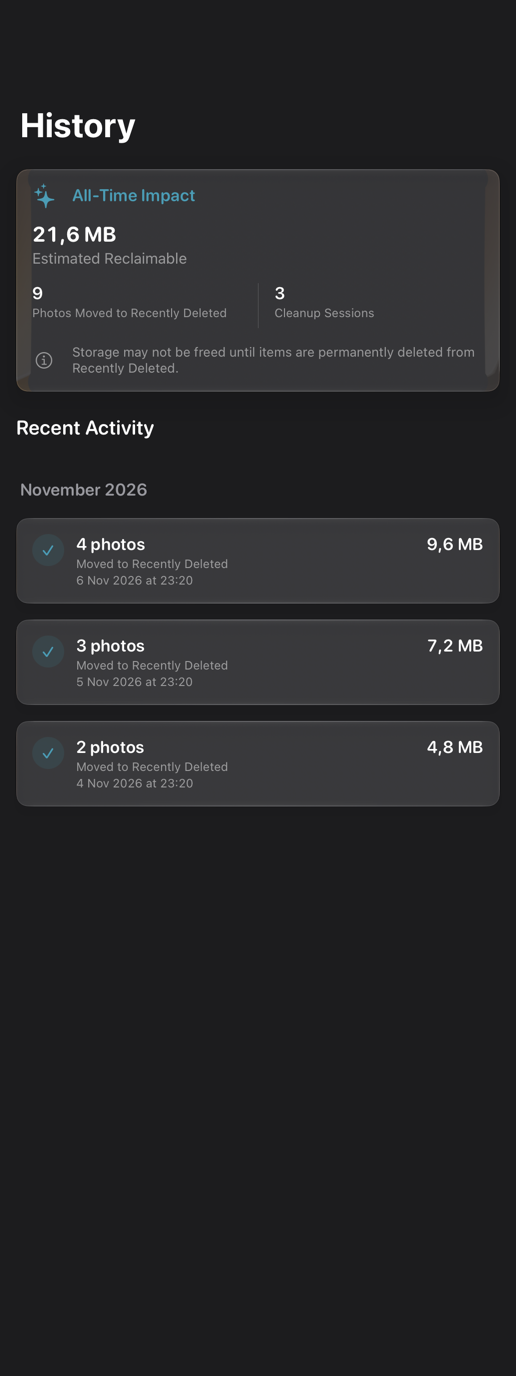 History
All-Time Impact
21,6 MB
Estimated Reclaimable
9
Photos Moved to Recently Deleted
3
Cleanup Sessions
Storage may not be freed until items are permanently deleted from
Recently Deleted.
Recent Activity
November 2026
4 photos
9,6 MB
Moved to Recently Deleted
6 Nov 2026 at 23:20
3 photos
7,2 MB
Moved to Recently Deleted
5 Nov 2026 at 23:20
2 photos
4,8 MB
Moved to Recently Deleted
4 Nov 2026 at 23:20